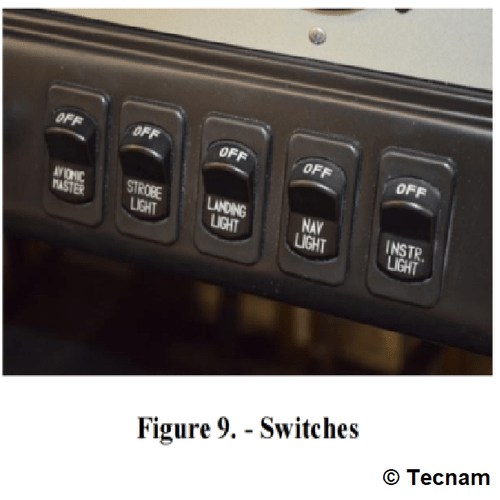 OFF
AVIONIC
MASTER
OFF
STROBE
LIGHT
OFF
LANDING
LIGHT
OFF
NAV
LIGHT
OFF
INSTR.
LIGHT
Figure 9. - Switches
© Tecnam